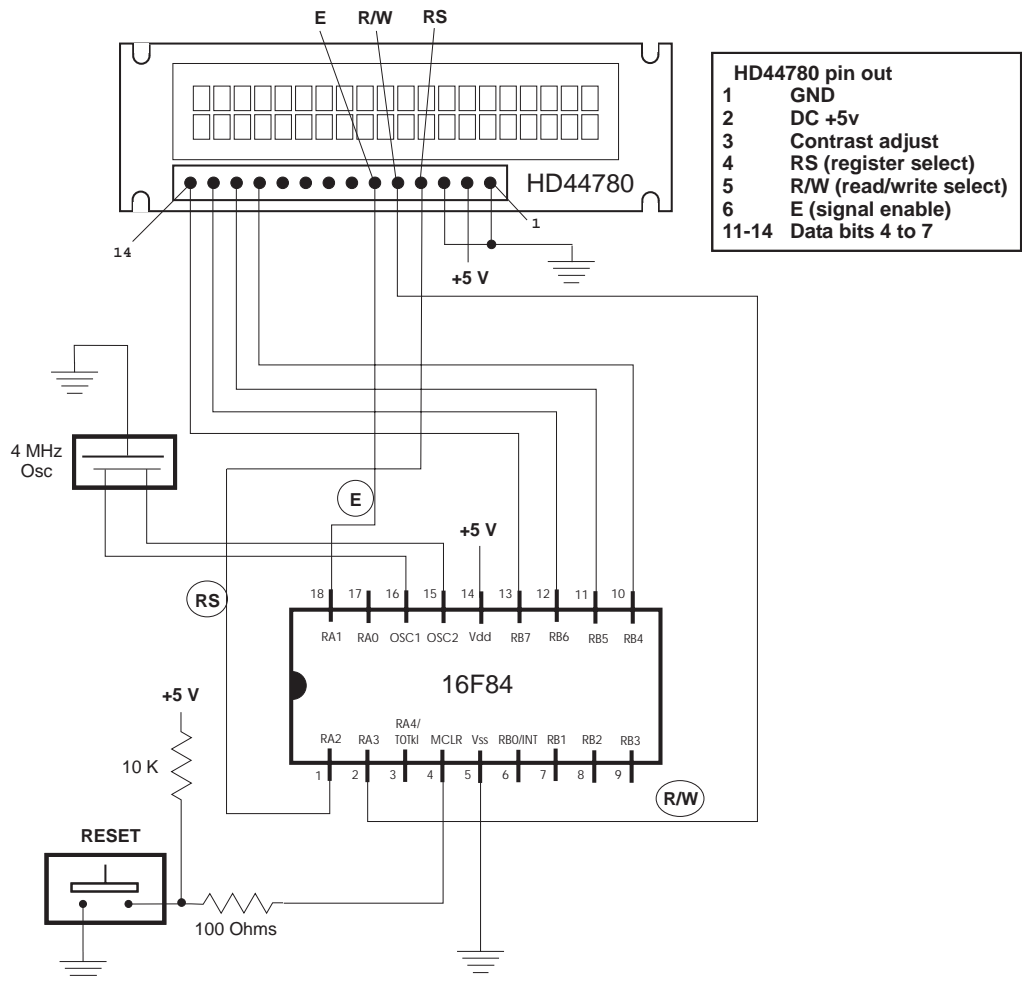 E R/W RS
HD44780 pin out
1 GND
2 DC +5v
3 Contrast adjust
4 RS (register select)
5 R/W (read/write select)
6 E (signal enable)
11-14 Data bits 4 to 7
HD44780
14
1
+5 V
4 MHz
Osc
E
+5 V
RS
18 17 16 15 14 13 12 11 10
RA1 RA0 OSC1 OSC2 Vdd RB7 RB6 RB5 RB4
16F84
+5 V
RA4/
RA2 RA3 TOTkl MCLR Vss RB0/INT RB1 RB2 RB3
1 2 3 4 5 6 7 8 9
10 K
R/W
RESET
100 Ohms